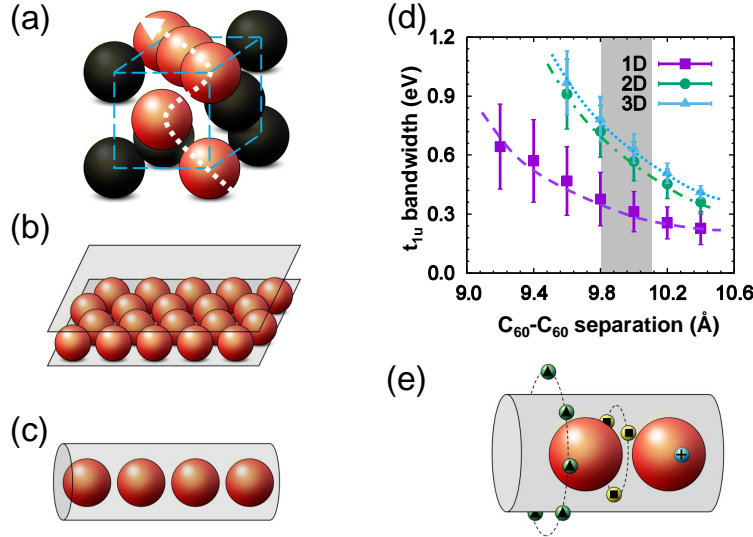 (a)
(b)
(c)
(d)
1.2
0.9
0.6
0.3
0.0
t1u bandwidth (eV)
1D
2D
3D
9.0
9.4
9.8
10.2
10.6
C60-C60 separation (Å)
(e)
+